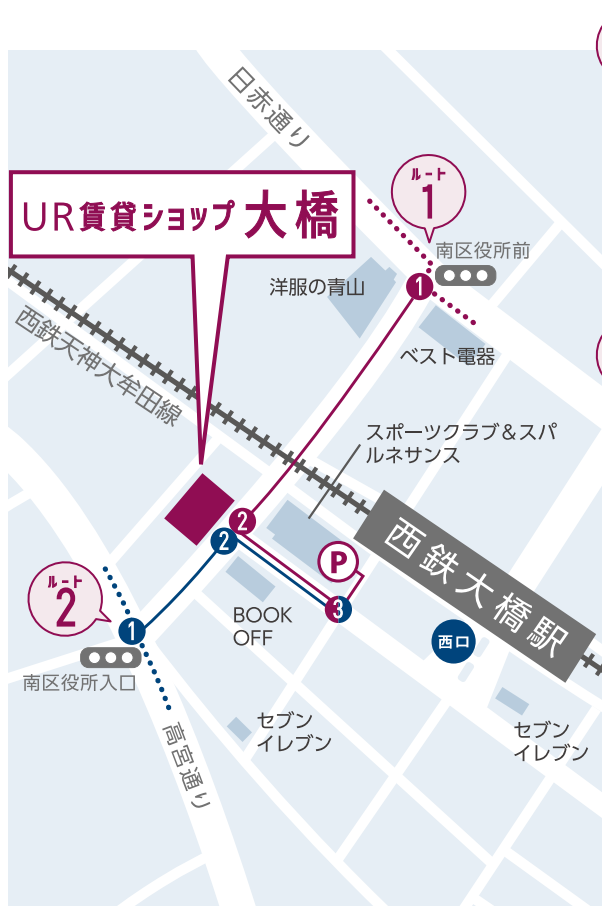 日赤通り
ルート
1
UR賃貸ショップ 大橋
南区役所前
洋服の青山
1
西鉄天神大牟田線
ベスト電器
スポーツクラブ＆スパ
ルネサンス
西鉄大橋駅
2
2
P
ルート
2
3
BOOK
OFF
1
西口
南区役所入口
高宮通り
セブン
イレブン
セブン
イレブン